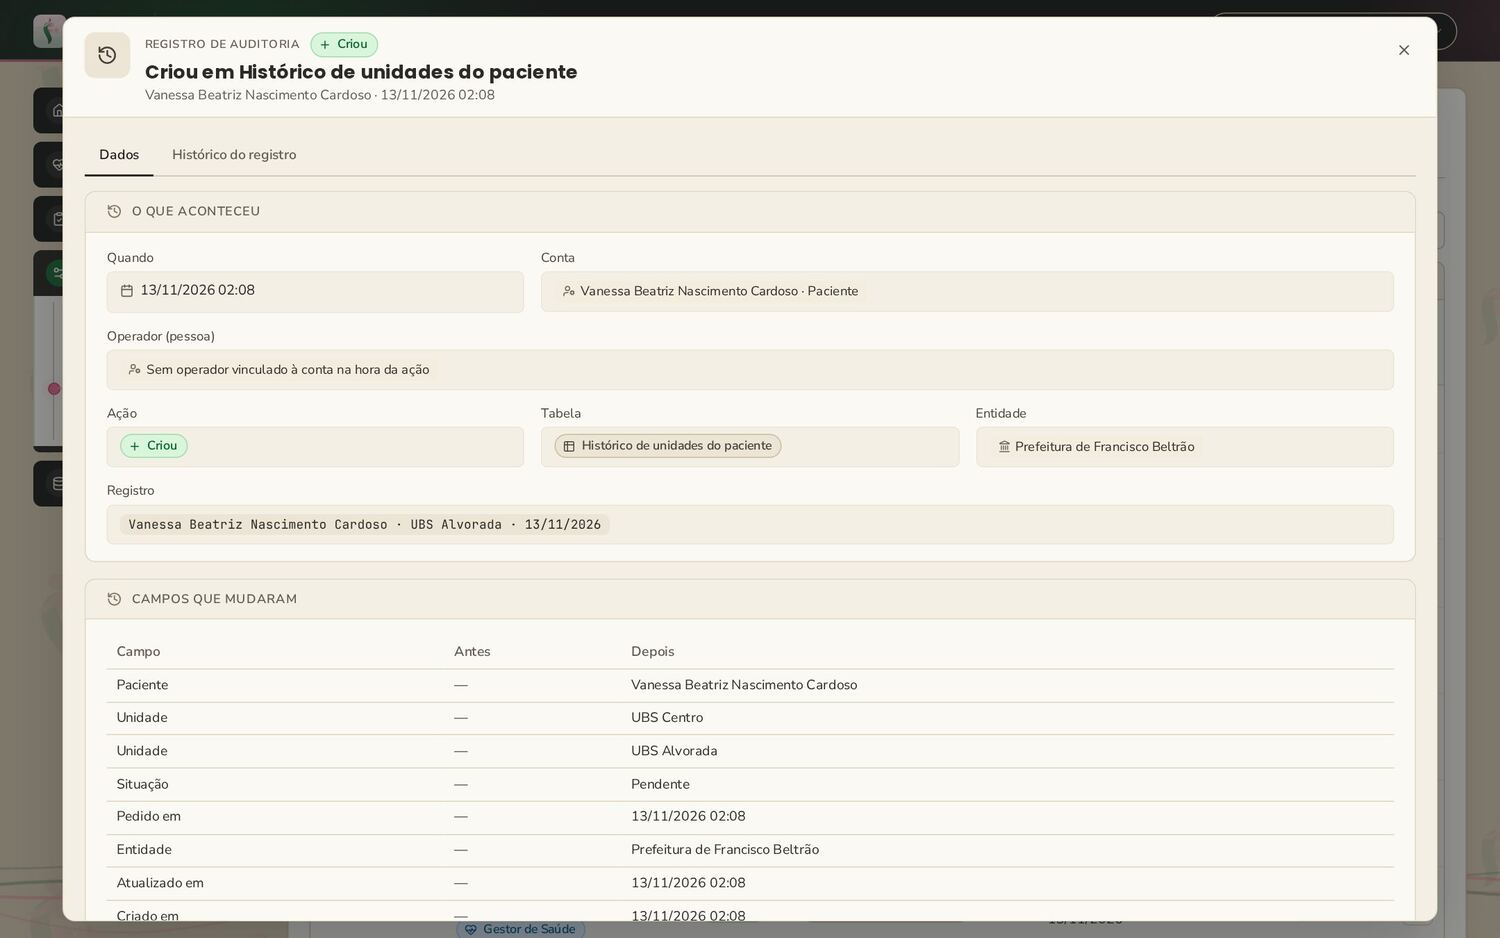 REGISTRO DE AUDITORIA
Criou
Criou em Histórico de unidades do paciente
Vanessa Beatriz Nascimento Cardoso · 13/11/2026 02:08
Dados
Histórico do registro
O QUE ACONTECEU
Quando
Conta
13/11/2026 02:08
Vanessa Beatriz Nascimento Cardoso · Paciente
Operador (pessoa)
Sem operador vinculado à conta na hora da ação
Ação
Tabela
Entidade
Criou
Histórico de unidades do paciente
Prefeitura de Francisco Beltrão
Registro
Vanessa Beatriz Nascimento Cardoso · UBS Alvorada · 13/11/2026
CAMPOS QUE MUDARAM
Campo Antes Depois
Paciente — Vanessa Beatriz Nascimento Cardoso
Unidade — UBS Centro
Unidade — UBS Alvorada
Situação — Pendente
Pedido em — 13/11/2026 02:08
Entidade — Prefeitura de Francisco Beltrão
Atualizado em — 13/11/2026 02:08
Criado em — 13/11/2026 02:08
Gestor de Saúde